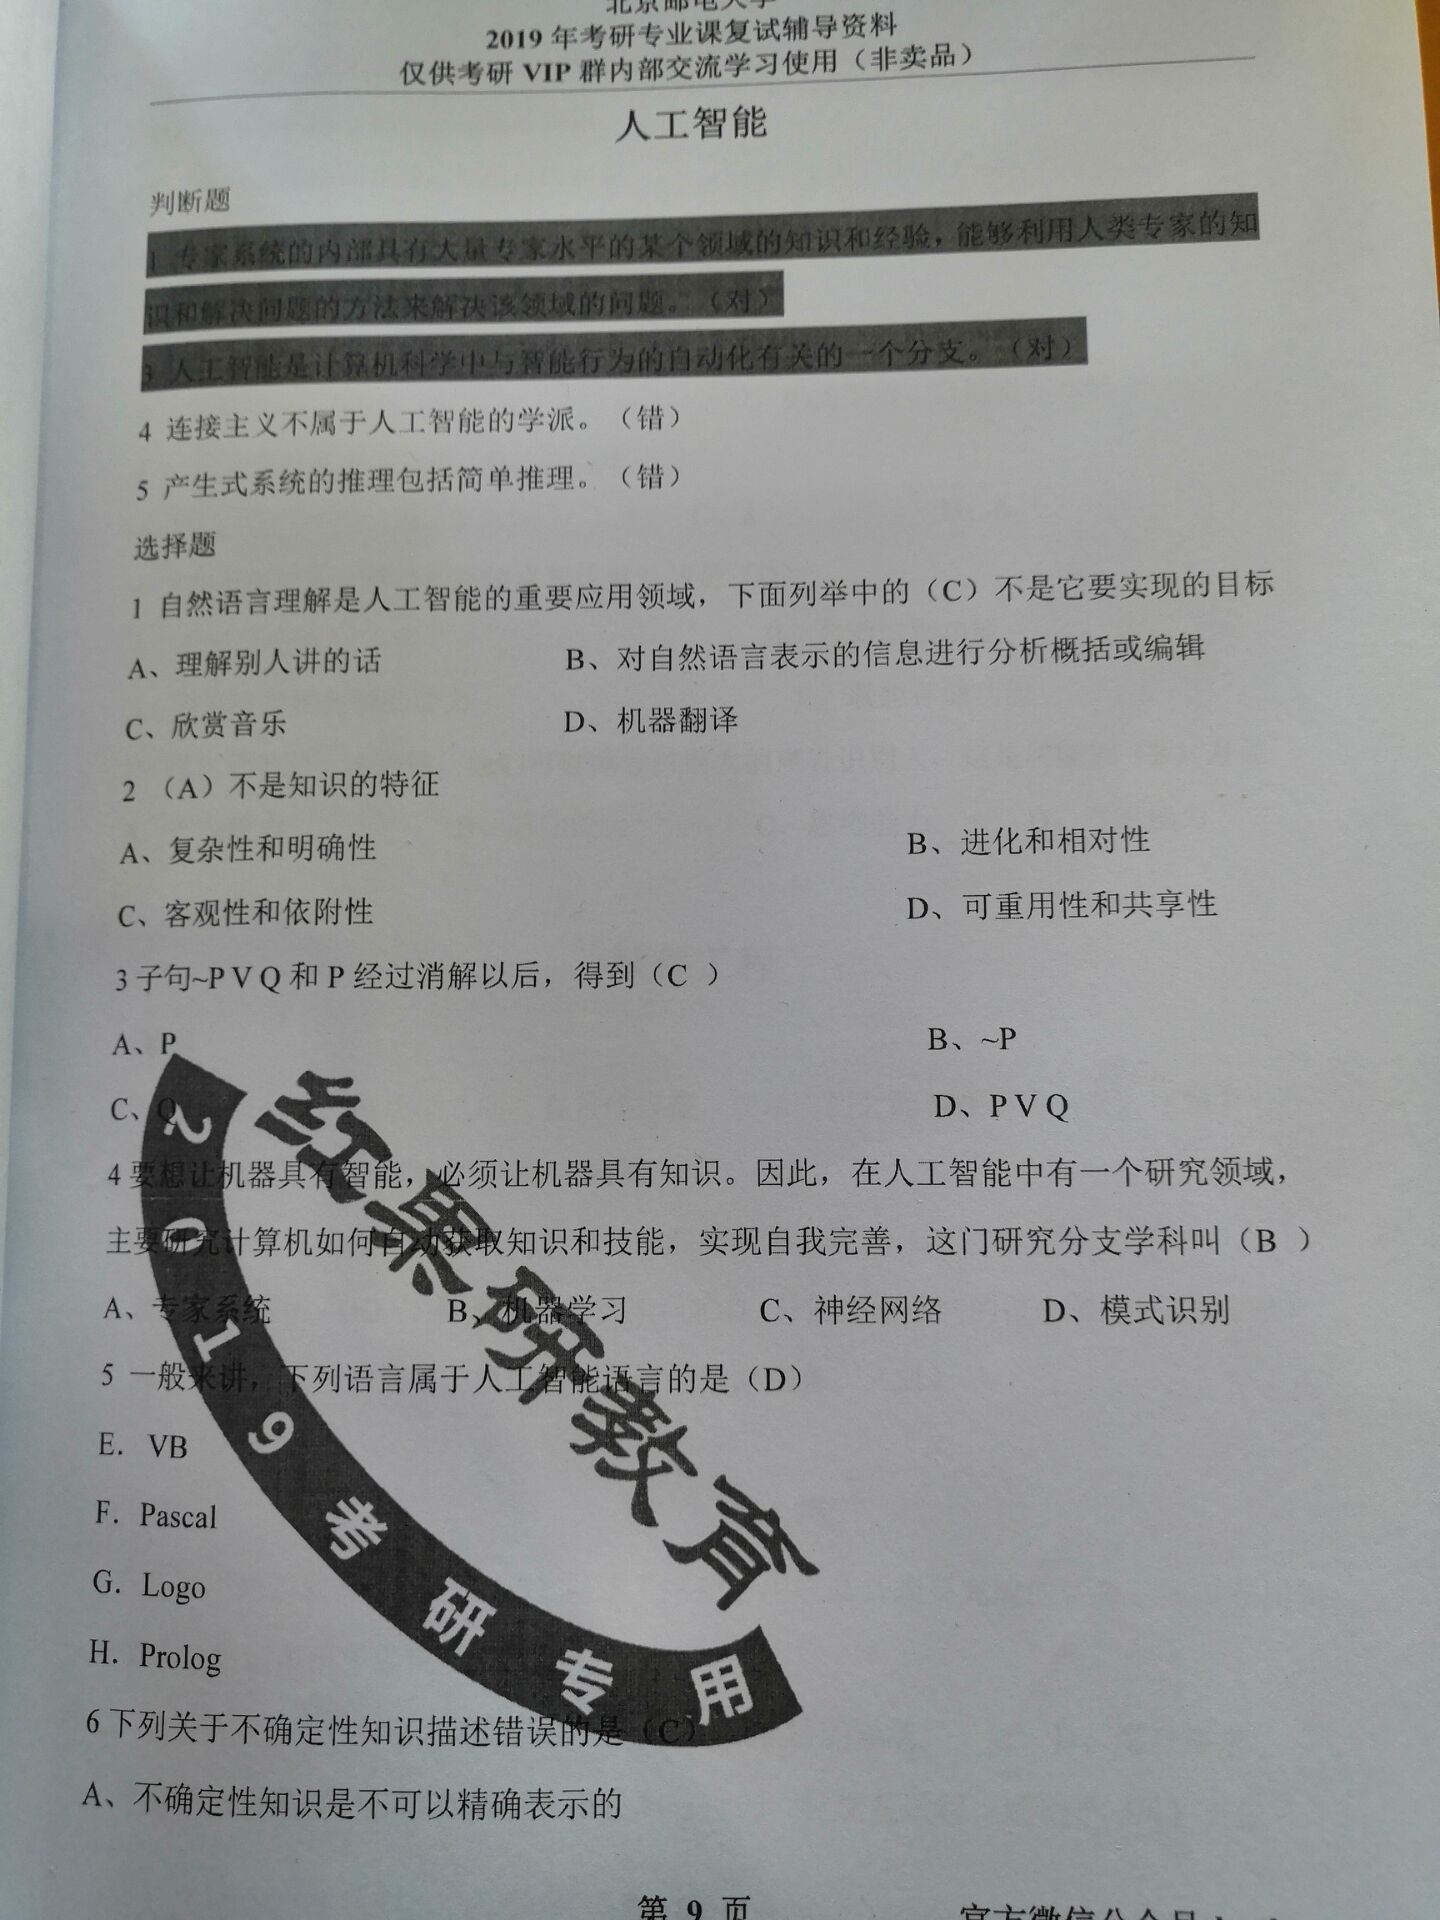 北京邮电大学
2019 年考研专业课复试辅导资料
仅供考研 VIP 群内部交流学习使用（非卖品）
人工智能
判断题
1 专家系统的内部具有大量专家水平的某个领域的知识和经验，能够利用人类专家的知
识和解决问题的方法来解决该领域的问题。（对）
3 人工智能是计算机科学中与智能行为的自动化有关的一个分支。（对）
4 连接主义不属于人工智能的学派。（错）
5 产生式系统的推理包括简单推理。（错）
选择题
1 自然语言理解是人工智能的重要应用领域，下面列举中的（C）不是它要实现的目标
A、理解别人讲的话 B、对自然语言表示的信息进行分析概括或编辑
C、欣赏音乐 D、机器翻译
2 （A）不是知识的特征
A、复杂性和明确性 B、进化和相对性
C、客观性和依附性 D、可重用性和共享性
3 子句~P V Q 和 P 经过消解以后，得到（C ）
A、P B、~P
C、Q D、P V Q
4 要想让机器具有智能，必须让机器具有知识。因此，在人工智能中有一个研究领域，
主要研究计算机如何自动获取知识和技能，实现自我完善，这门研究分支学科叫（B ）
A、专家系统 B、机器学习 C、神经网络 D、模式识别
5 一般来讲，下列语言属于人工智能语言的是（D）
E. VB
F. Pascal
G. Logo
H. Prolog
6 下列关于不确定性知识描述错误的是（C）
A、不确定性知识是不可以精确表示的
红果研教育
2019考研专用
第 9 页
官方微信公众号